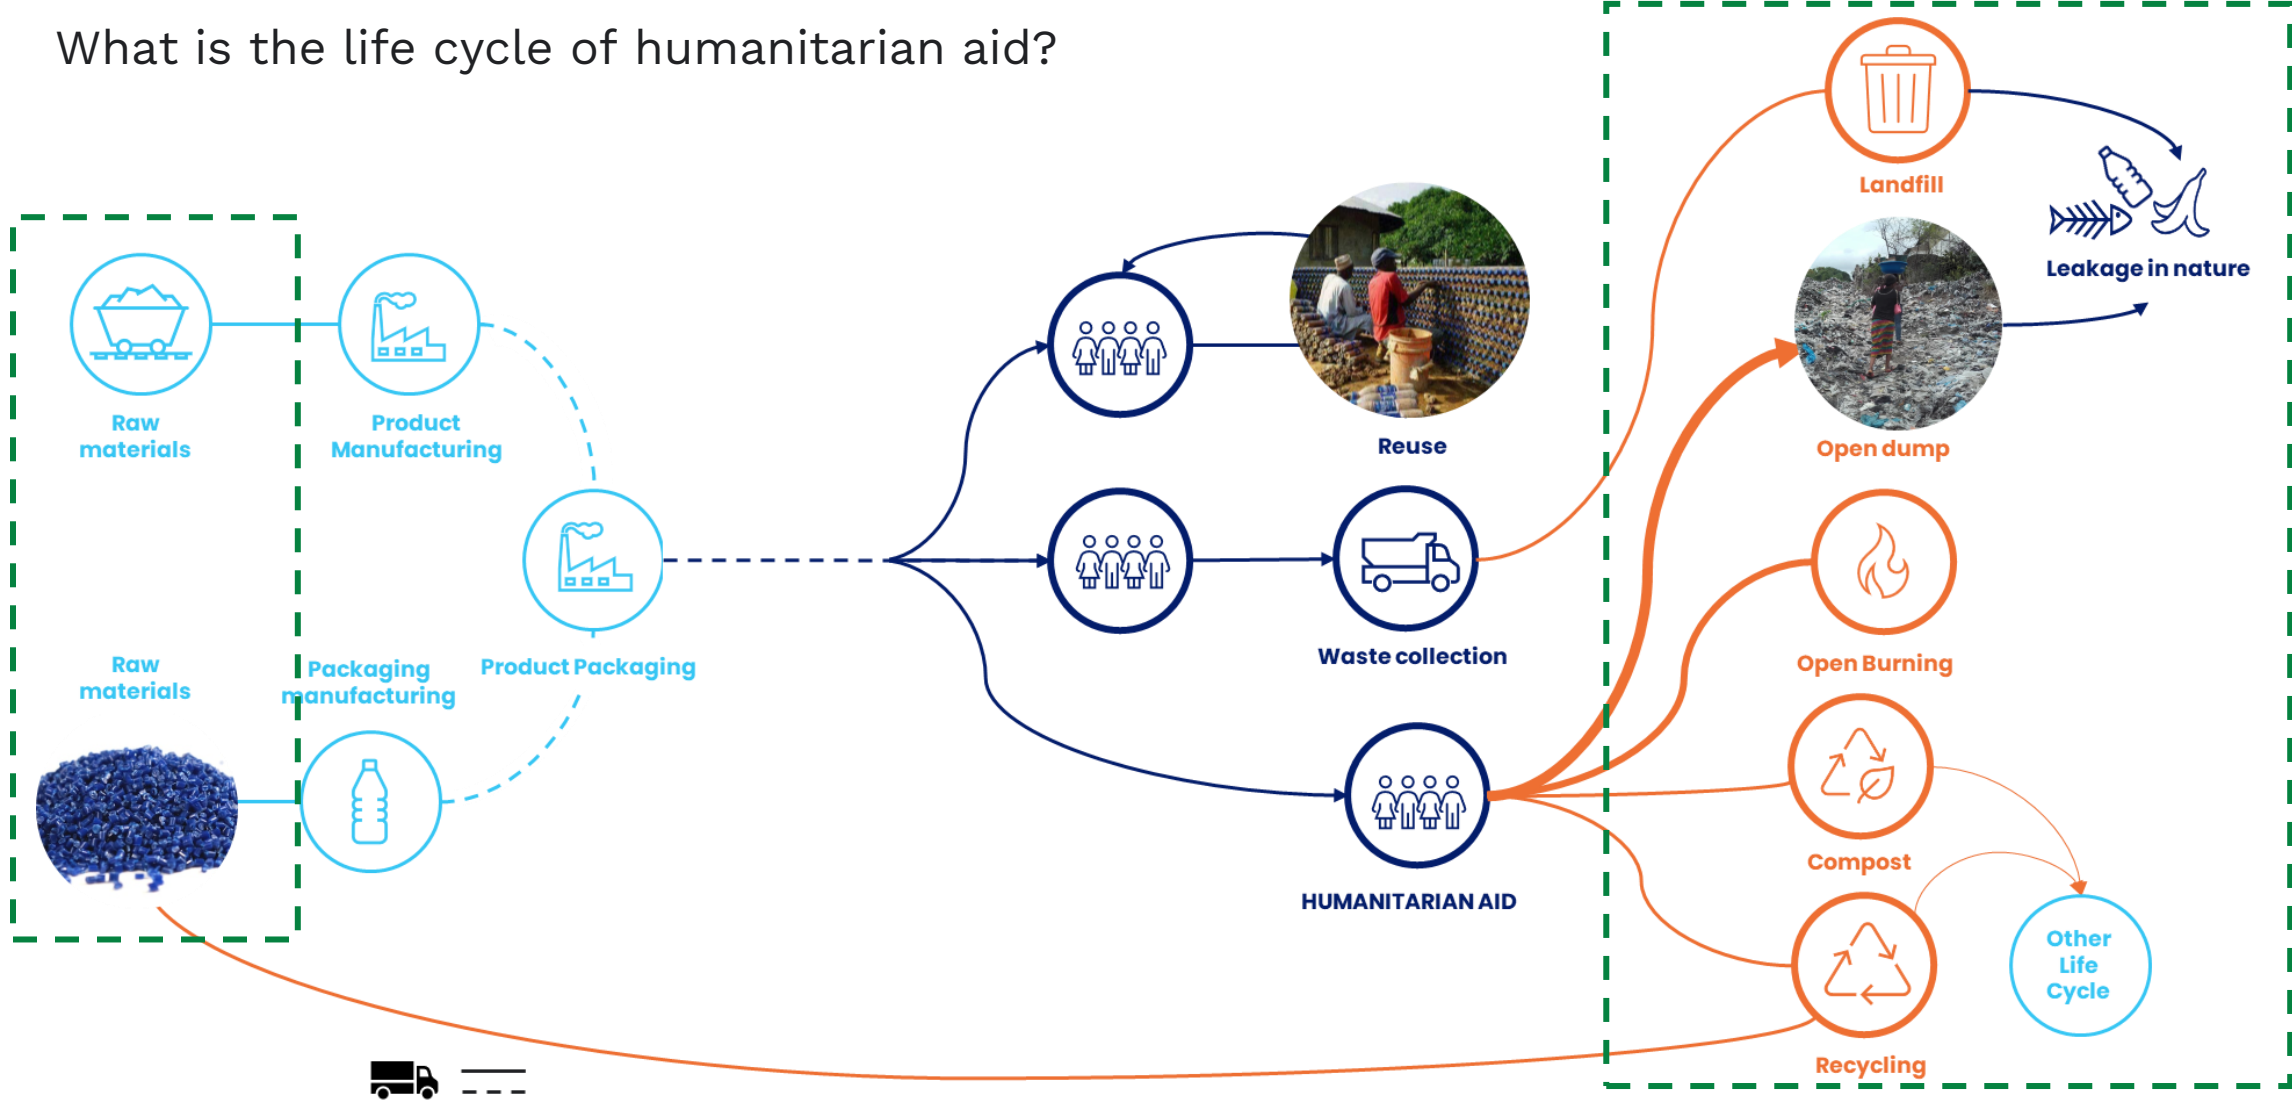 What is the life cycle of humanitarian aid?
Raw
materials
Product
Manufacturing
Raw
materials
Packaging
manufacturing
Product Packaging
Reuse
Waste collection
HUMANITARIAN AID
Landfill
Leakage in nature
Open dump
Open Burning
Compost
Recycling
Other
Life
Cycle